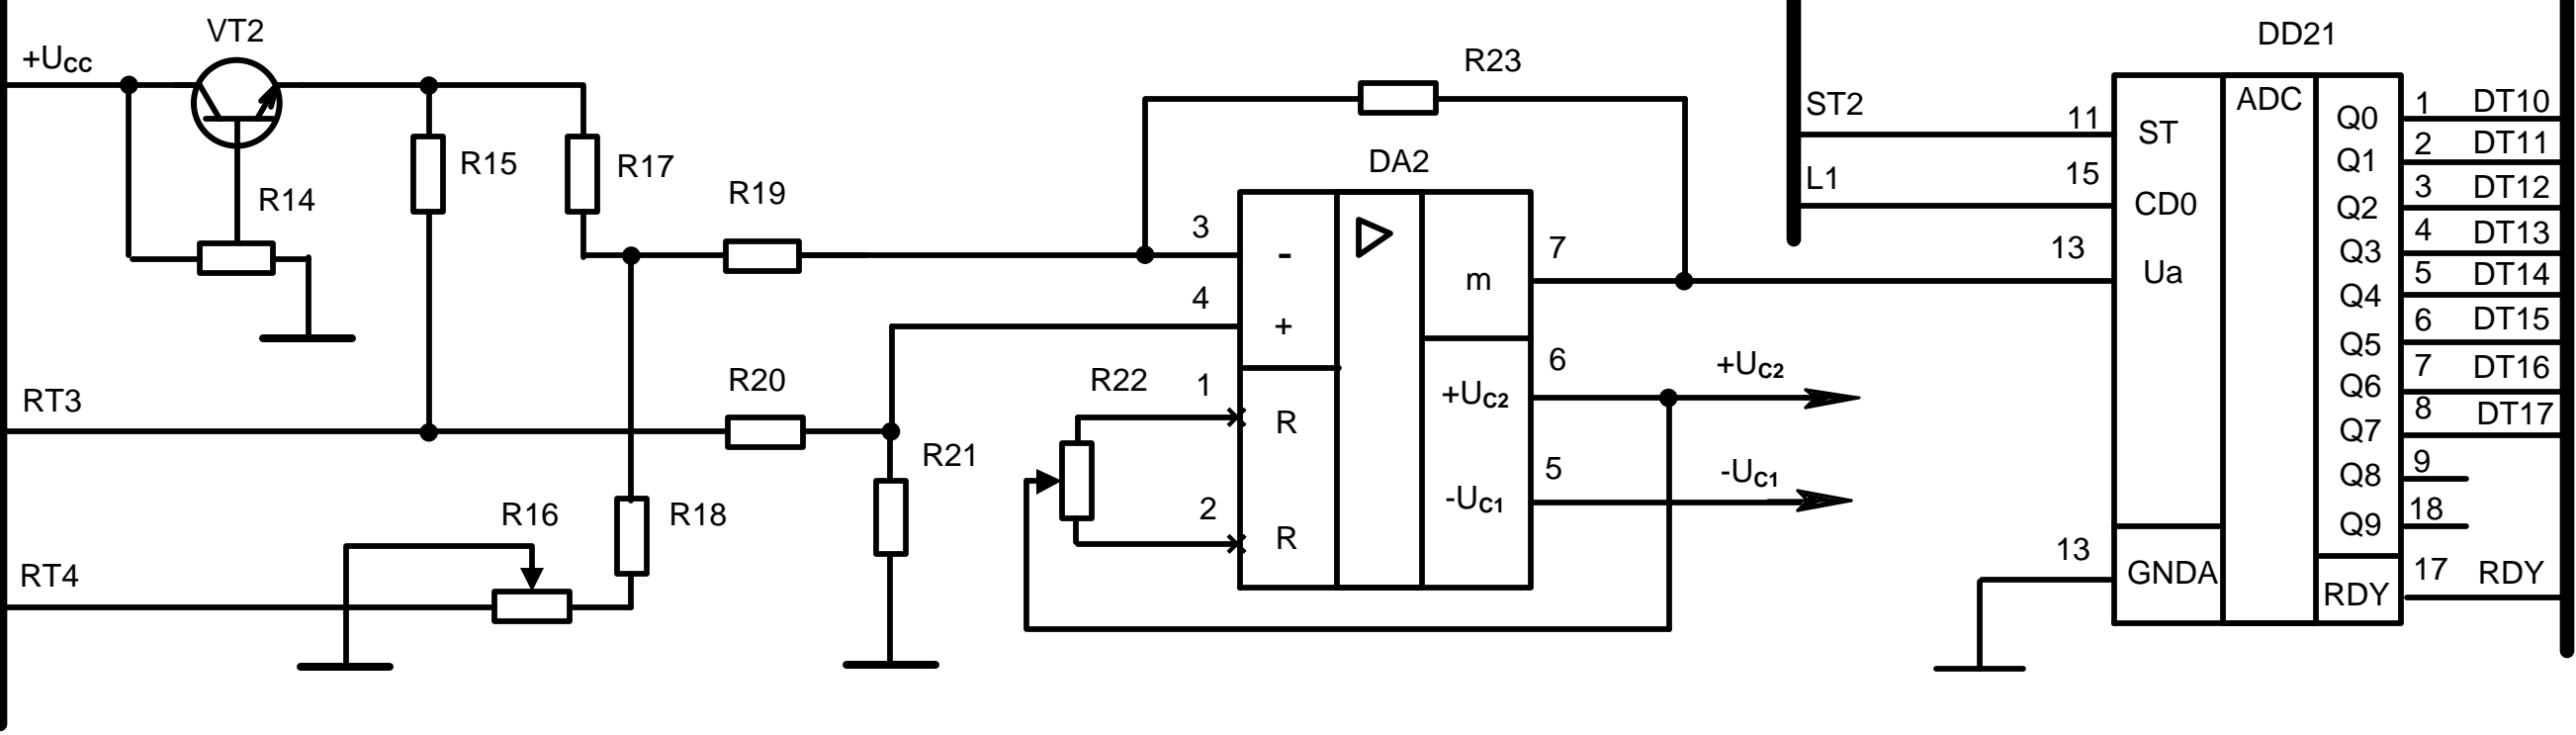 VT2
+UCC
R14
R15
R17
R19
RT3
R20
R21
R16
R18
RT4
R23
DA2
3
-
4
+
R22
1
R
2
R
m
7
+UC2
6
+UC2
-UC1
5
-UC1
ST2
L1
DD21
11
ST
15
CD0
13
Ua
13
GNDA
ADC
Q0 1 DT10
Q1 2 DT11
Q2 3 DT12
Q3 4 DT13
Q4 5 DT14
Q5 6 DT15
Q6 7 DT16
Q7 8 DT17
Q8 9
Q9 18
RDY 17 RDY